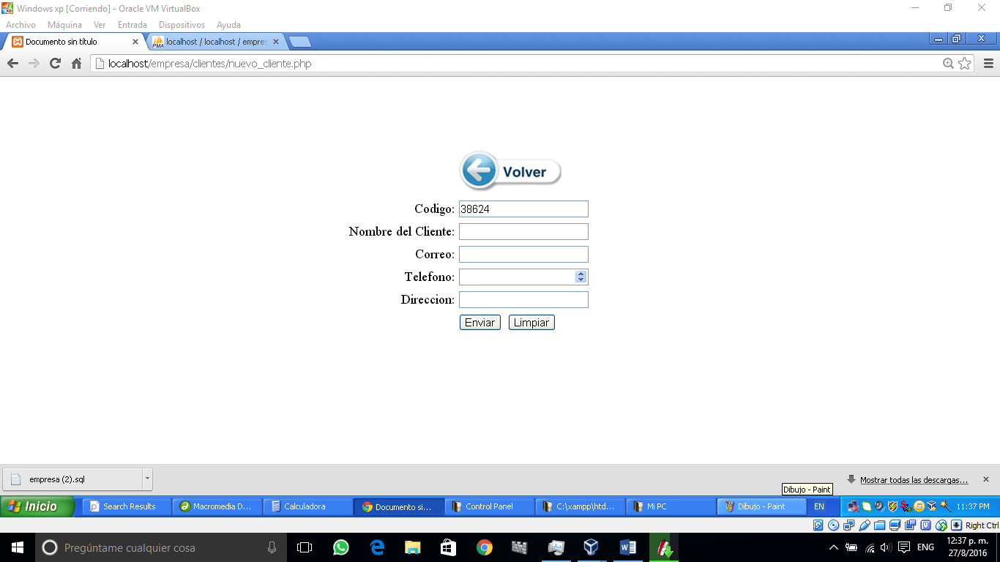 Windows xp [Corriendo] - Oracle VM VirtualBox
Archivo Máquina Ver Entrada Dispositivos Ayuda
Documento sin título
PMA localhost / localhost / empres
localhost/empresa/clientes/nuevo_cliente.php
Volver
Codigo: 38624
Nombre del Cliente:
Correo:
Telefono:
Direccion:
Enviar Limpiar
empresa (2).sql
Dibujo - Paint
Mostrar todas las descargas...
Inicio Search Results Macromedia D... Calculadora Documento si... Control Panel C:\xampp\htd... Mi PC Dibujo - Paint EN 11:37 PM
Right Ctrl
Pregúntame cualquier cosa
ENG
12:37 p. m.
27/8/2016